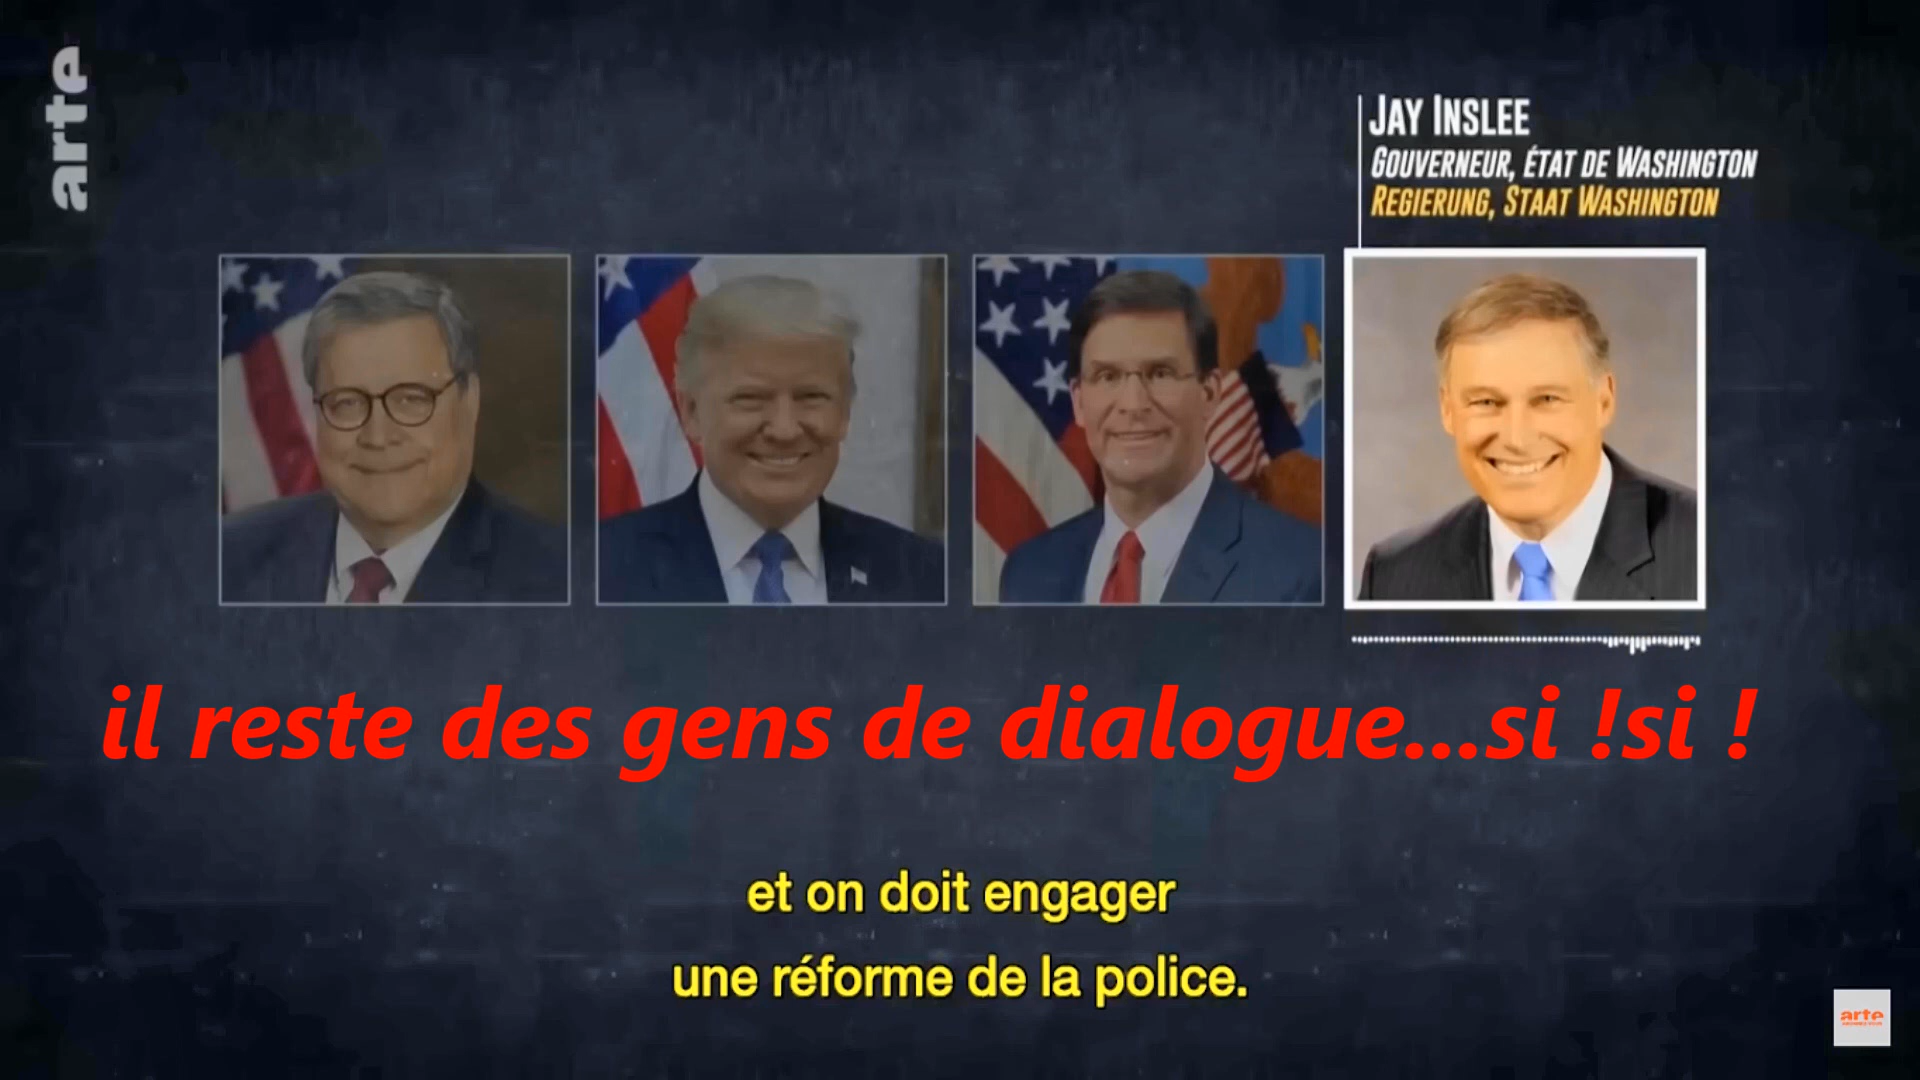 arte
JAY INSLEE
GOUVERNEUR, ÉTAT DE WASHINGTON
REGIERUNG, STAAT WASHINGTON
il reste des gens de dialogue...si !si !
et on doit engager
une réforme de la police.
arte